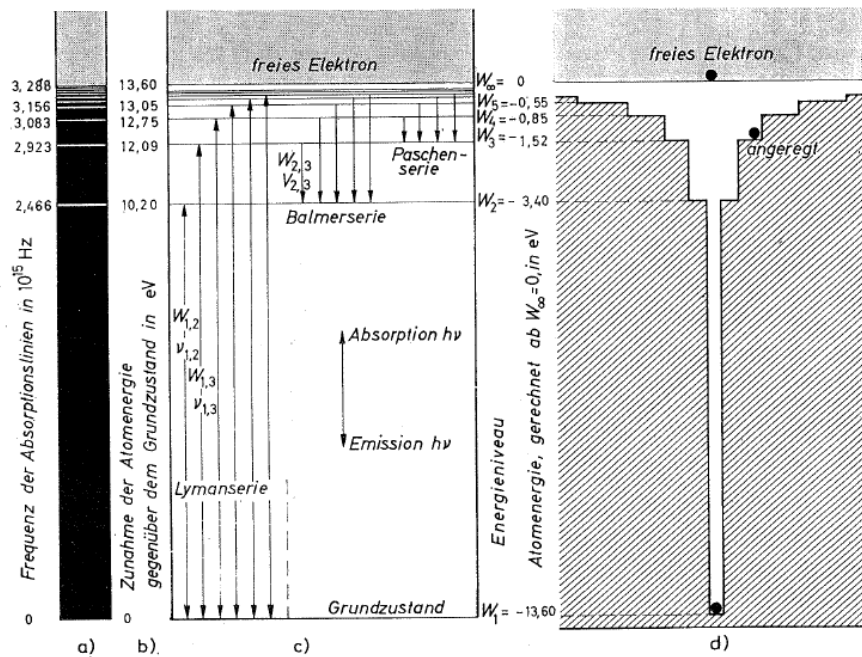 Frequenz der Absorptionslinien in 10¹⁵ Hz
3,288
3,156
3,083
2,923
2,466
0
a)
Zunahme der Atomenergie
gegenüber dem Grundzustand in eV
13,60
13,05
12,75
12,09
10,20
0
b)
freies Elektron
W2,3
V2,3
Paschen-
serie
Balmerserie
W1,2
ν1,2
W1,3
ν1,3
Absorption hν
Emission hν
Lymanserie
Grundzustand
c)
W∞= 0
W5=-0,55
W4=-0,85
W3=-1,52
W2=-3,40
W1=-13,60
Energieniveau
Atomenergie, gerechnet ab W∞=0, in eV
freies Elektron
angeregt
d)